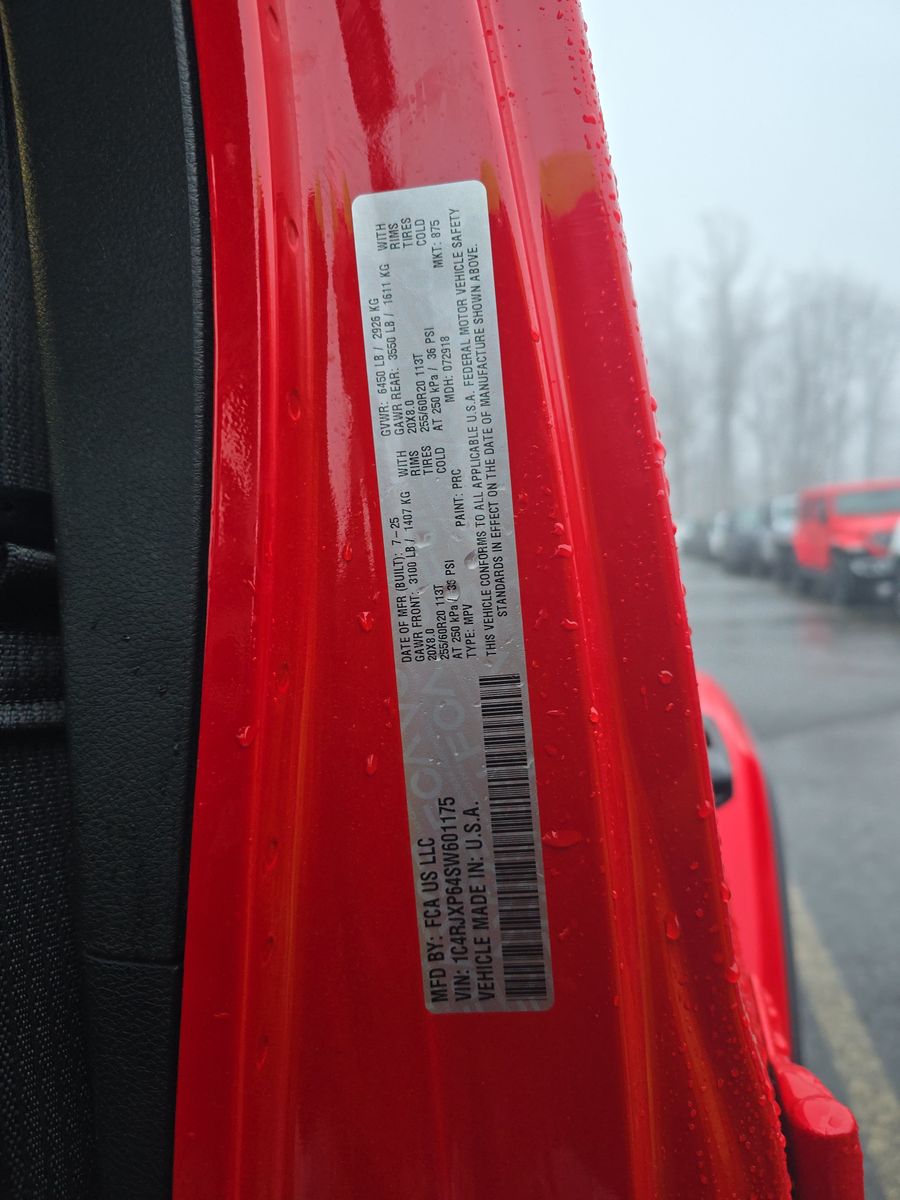 MFD BY: FCA US LLC
VIN: 1C4RJXP64SW601175
VEHICLE MADE IN: U.S.A.
DATE OF MFR (BUILT): 7-25 GVWR: 6450 LB / 2926 KG
GAWR FRONT: 3100 LB / 1407 KG WITH GAWR REAR: 3550 LB / 1611 KG WITH
20X8.0 RIMS 20X8.0 RIMS
255/60R20 113T TIRES 255/60R20 113T TIRES
AT 250 kPa / 36 PSI COLD AT 250 kPa / 36 PSI COLD
TYPE: MPV PAINT: PRC MDH: 072918 MKT: 875
THIS VEHICLE CONFORMS TO ALL APPLICABLE U.S.A. FEDERAL MOTOR VEHICLE SAFETY
STANDARDS IN EFFECT ON THE DATE OF MANUFACTURE SHOWN ABOVE.